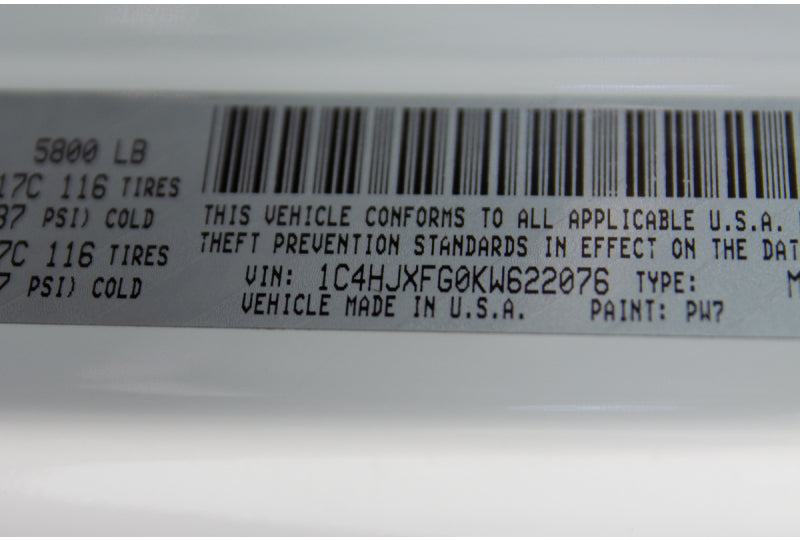 5800 LB
17C 116 TIRES
37 PSI) COLD
7C 116 TIRES
7 PSI) COLD
THIS VEHICLE CONFORMS TO ALL APPLICABLE U.S.A.
THEFT PREVENTION STANDARDS IN EFFECT ON THE DAT
VIN: 1C4HJXFG0KW622076 TYPE: M
VEHICLE MADE IN U.S.A. PAINT: PW7